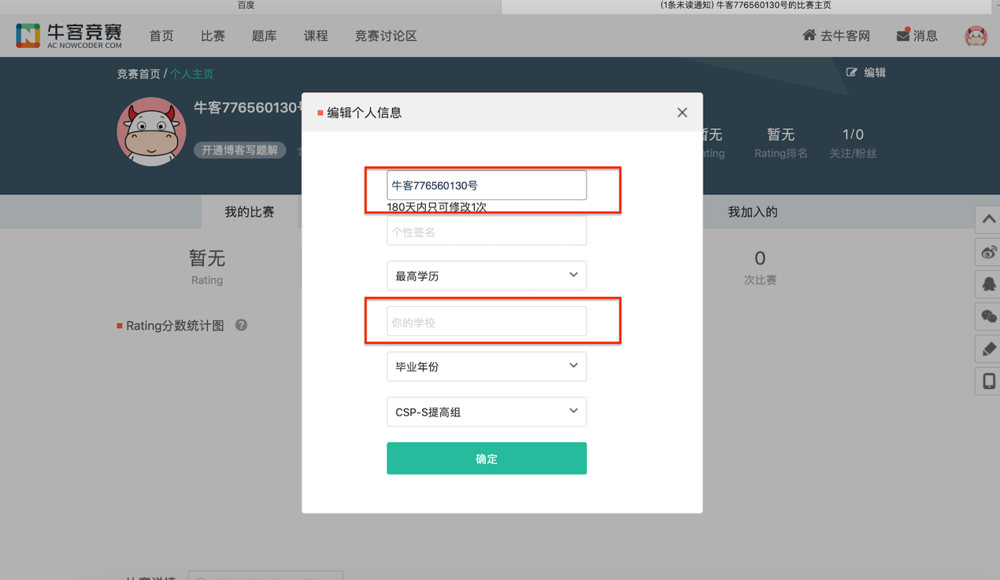 百度
(1条未读通知) 牛客776560130号的比赛主页
牛客竞赛
AC NOWCODER COM
首页
比赛
题库
课程
竞赛讨论区
去牛客网
消息
竞赛首页 / 个人主页
编辑
牛客776560130号
开通博客写题解
编辑个人信息
暂无
Rating排名
1/0
关注/粉丝
牛客776560130号
180天内只可修改1次
个性签名
最高学历
你的学校
毕业年份
CSP-S提高组
确定
我的比赛
我加入的
暂无
Rating
0
次比赛
Rating分数统计图